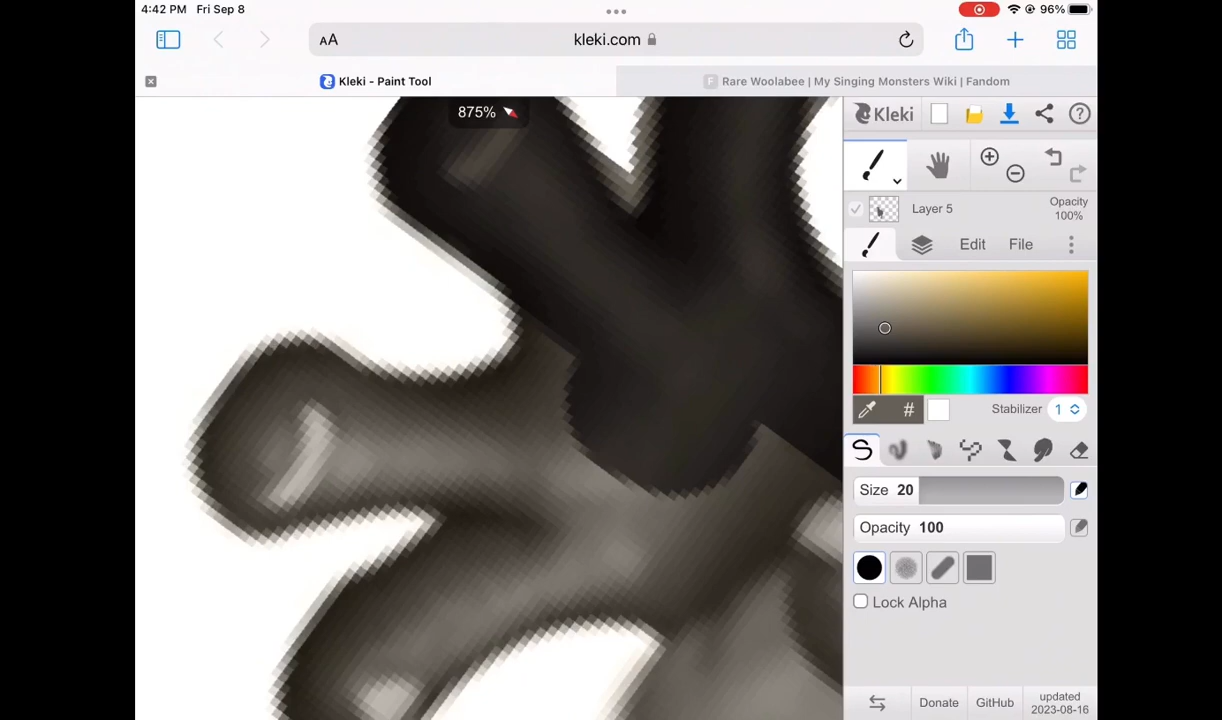 4:42 PM Fri Sep 8
96%
AA
kleki.com
Kleki - Paint Tool
F Rare Woolabee | My Singing Monsters Wiki | Fandom
875%
Kleki
?
Layer 5
Opacity
100%
Edit
File
#
Stabilizer 1
Size 20
Opacity 100
Lock Alpha
Donate
GitHub
updated
2023-08-16